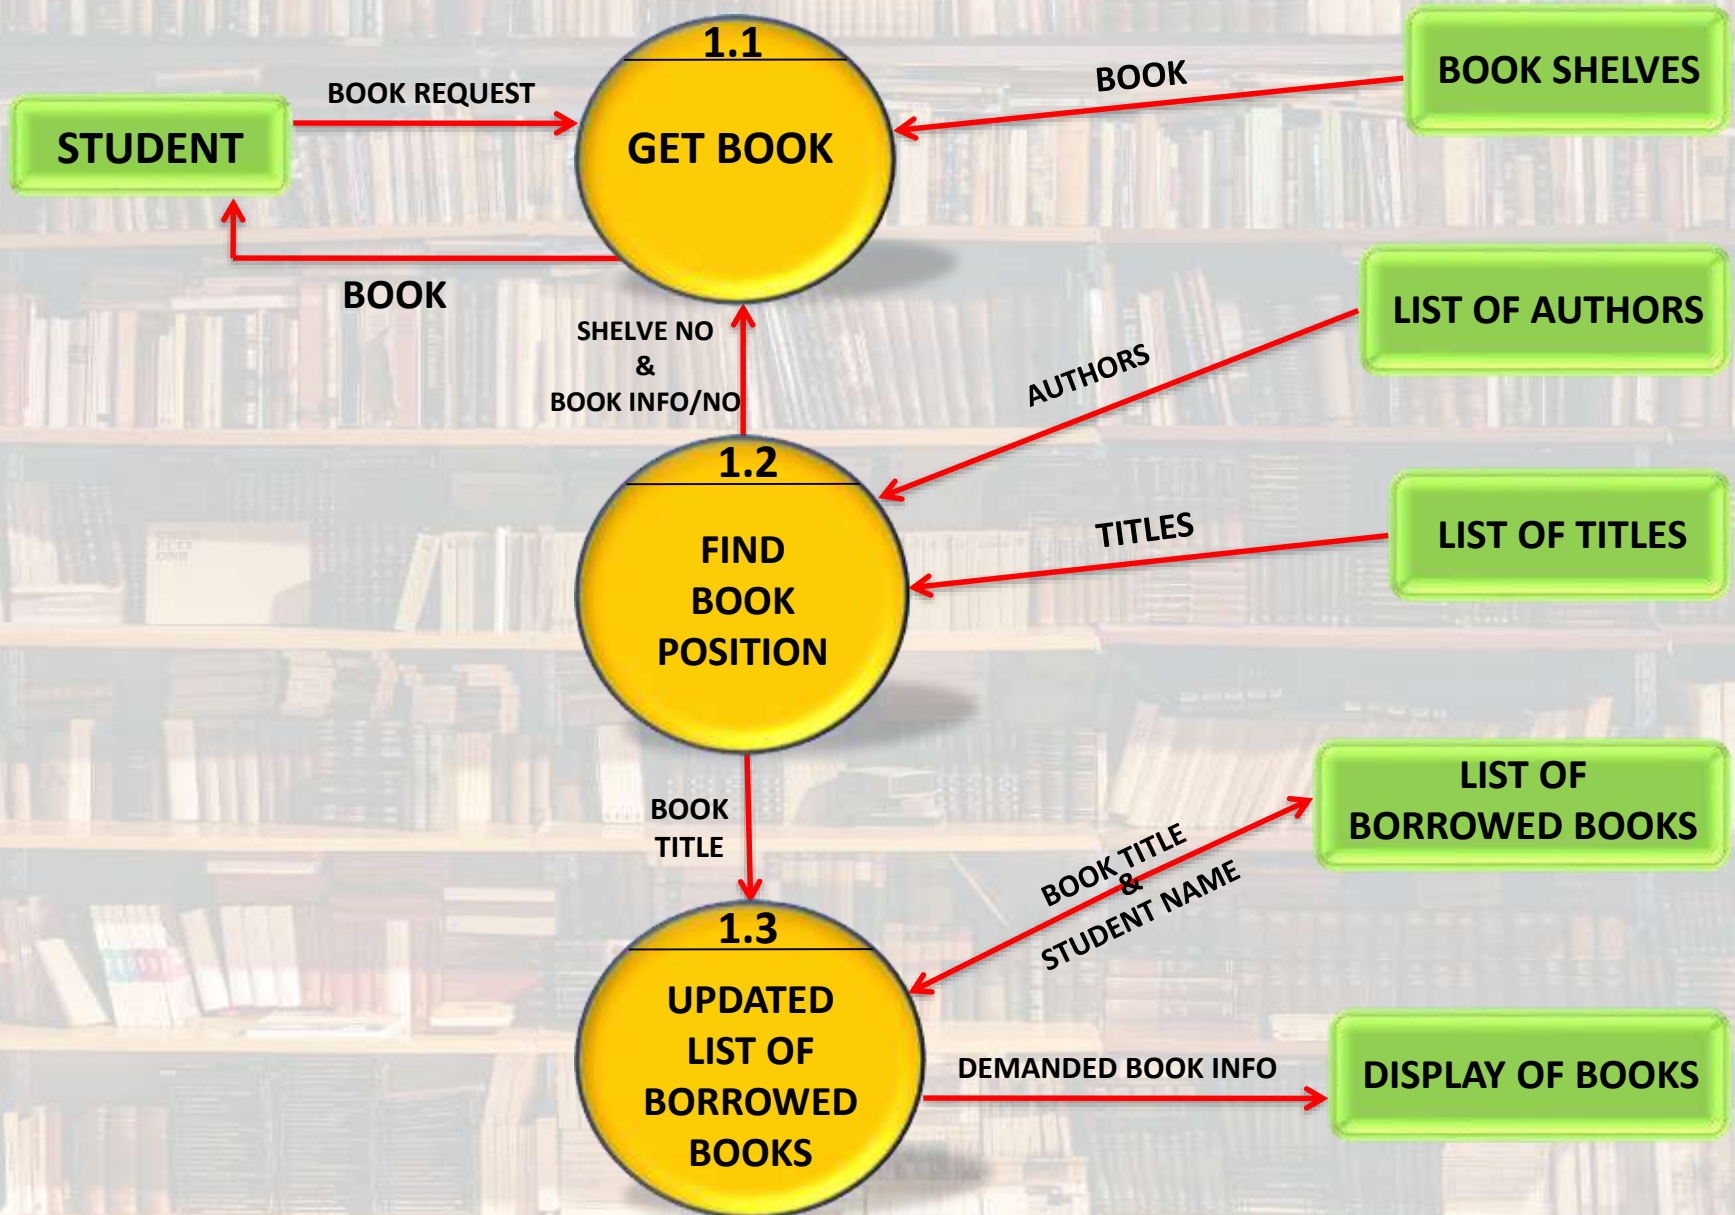 1.1
GET BOOK
BOOK REQUEST
STUDENT
BOOK
BOOK
BOOK SHELVES
SHELVE NO
&
BOOK INFO/NO
LIST OF AUTHORS
AUTHORS
1.2
FIND
BOOK
POSITION
TITLES
LIST OF TITLES
BOOK
TITLE
LIST OF
BORROWED BOOKS
BOOK TITLE
&
STUDENT NAME
1.3
UPDATED
LIST OF
BORROWED
BOOKS
DEMANDED BOOK INFO
DISPLAY OF BOOKS